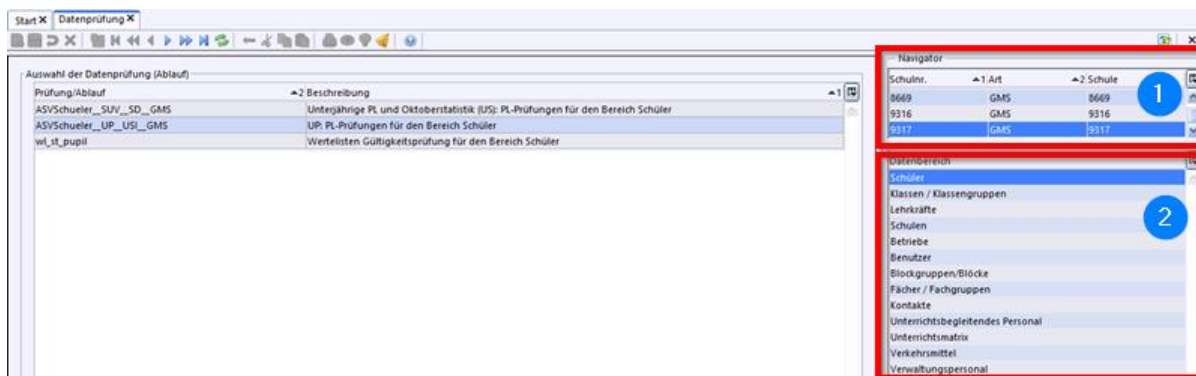 Start X Datenprüfung X
Auswahl der Datenprüfung (Ablauf)
Prüfung/Ablauf 2 Beschreibung 1
ASVSchueler__SUV__SD__GMS Unterjährige PL und Oktoberstatistik (US): PL-Prüfungen für den Bereich Schüler
ASVSchueler__UP__USI__GMS UP: PL-Prüfungen für den Bereich Schüler
wl_st_pupil Wertelisten Gültigkeitsprüfung für den Bereich Schüler
Navigator
Schulnr. 1 Art 2 Schule
8669 GMS 8669
9316 GMS 9316
9317 GMS 9317
1
Datenbereich
Schüler
Klassen / Klassengruppen
Lehrkräfte
Schulen
Betriebe
Benutzer
Blockgruppen/Blöcke
Fächer / Fachgruppen
Kontakte
Unterrichtsbegleitendes Personal
Unterrichtsmatrix
Verkehrsmittel
Verwaltungspersonal
2